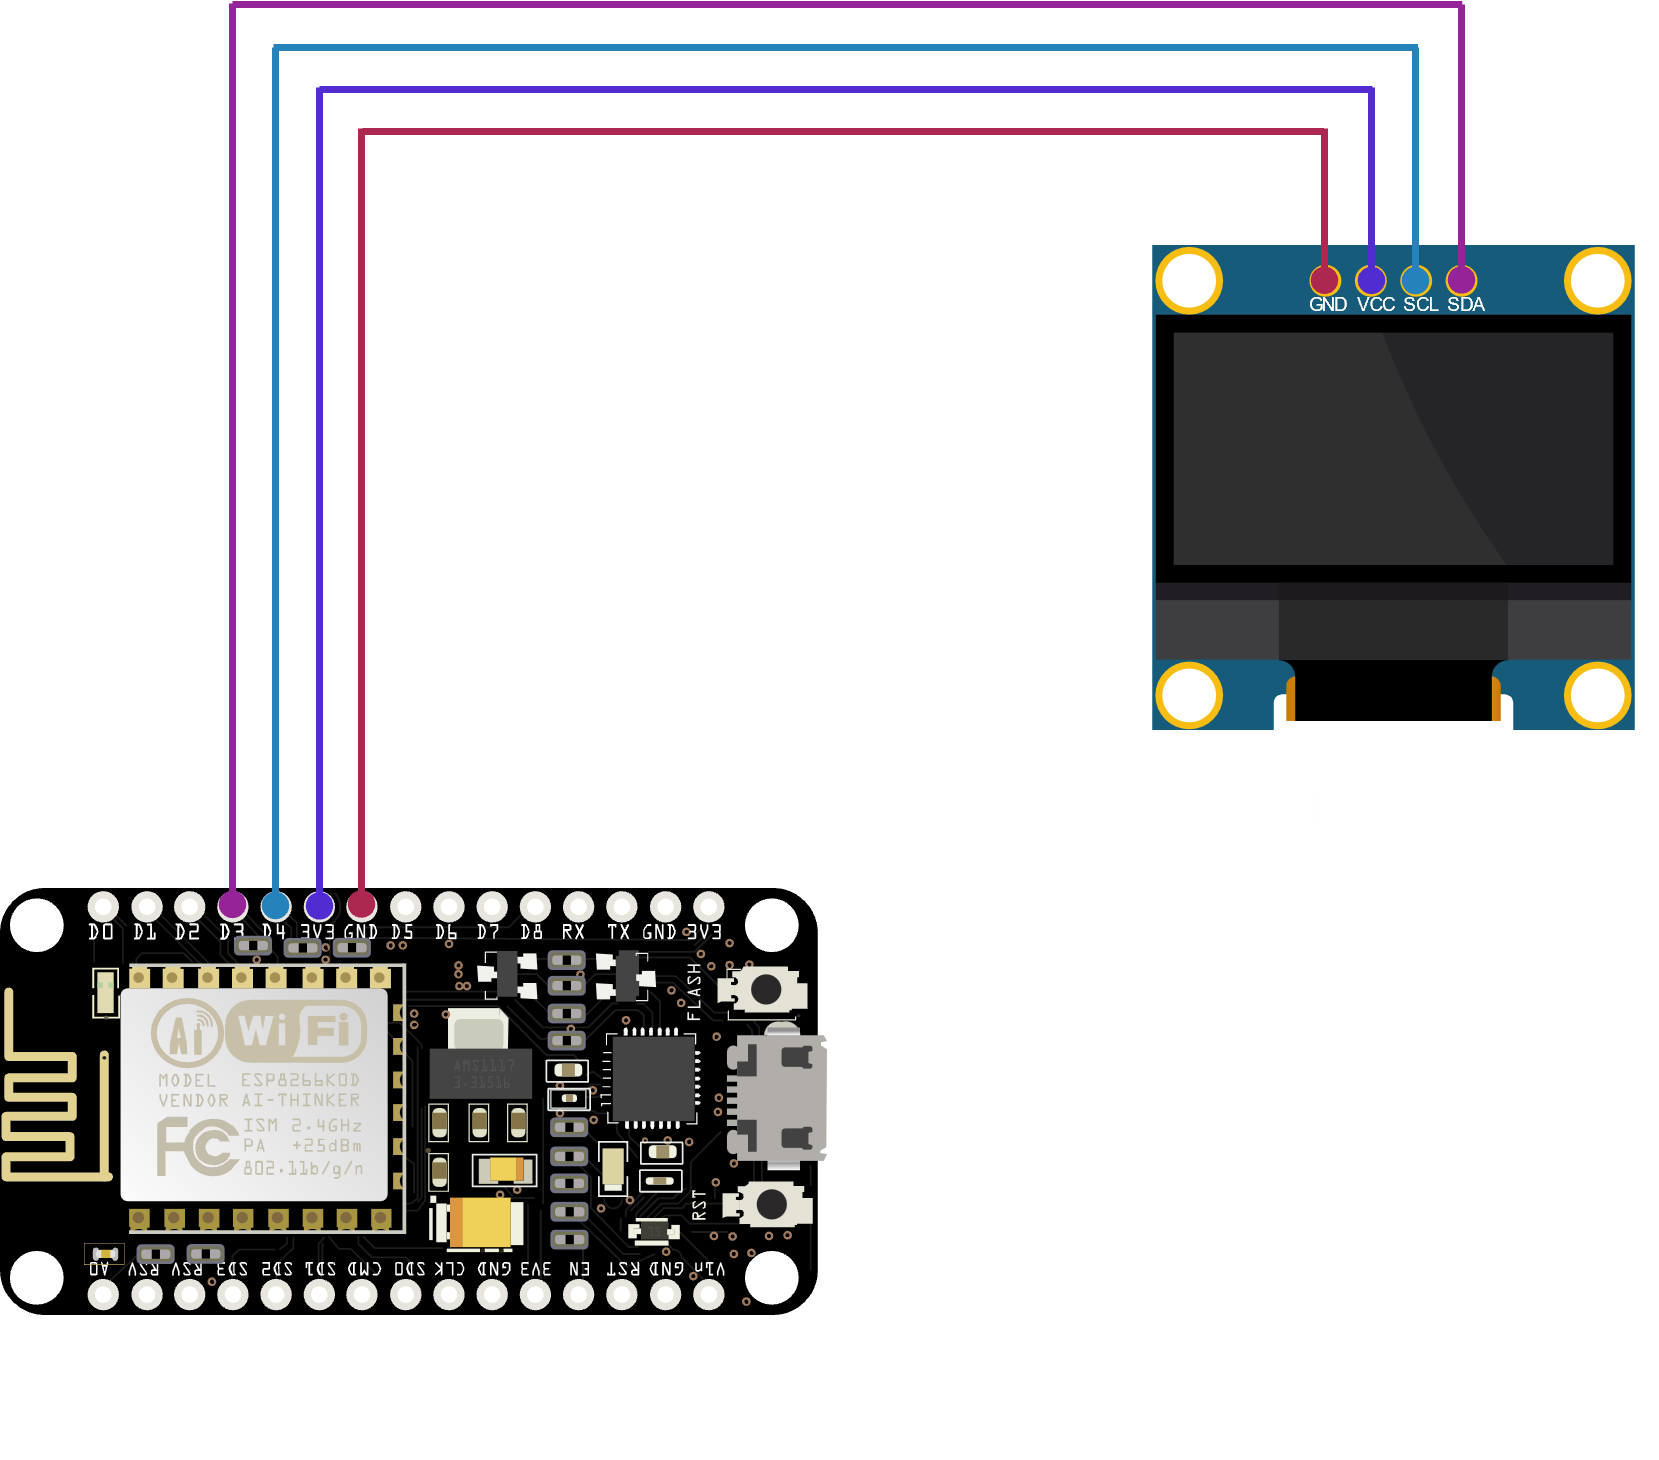 GND VCC SCL SDA
D0 D1 D2 D3 D4 3V3 GND D5 D6 D7 D8 RX TX GND 3V3
FLASH
Ai WiFi
MODEL ESP8266KOD
VENDOR AI-THINKER
FC
ISM 2.4GHz
PA +25dBm
802.11b/g/n
AMS1117
3.31516
RST
A0 RSV RSV SD3 SD2 SD1 CMD SD0 CLK GND 3V3 EN RST GND Vin